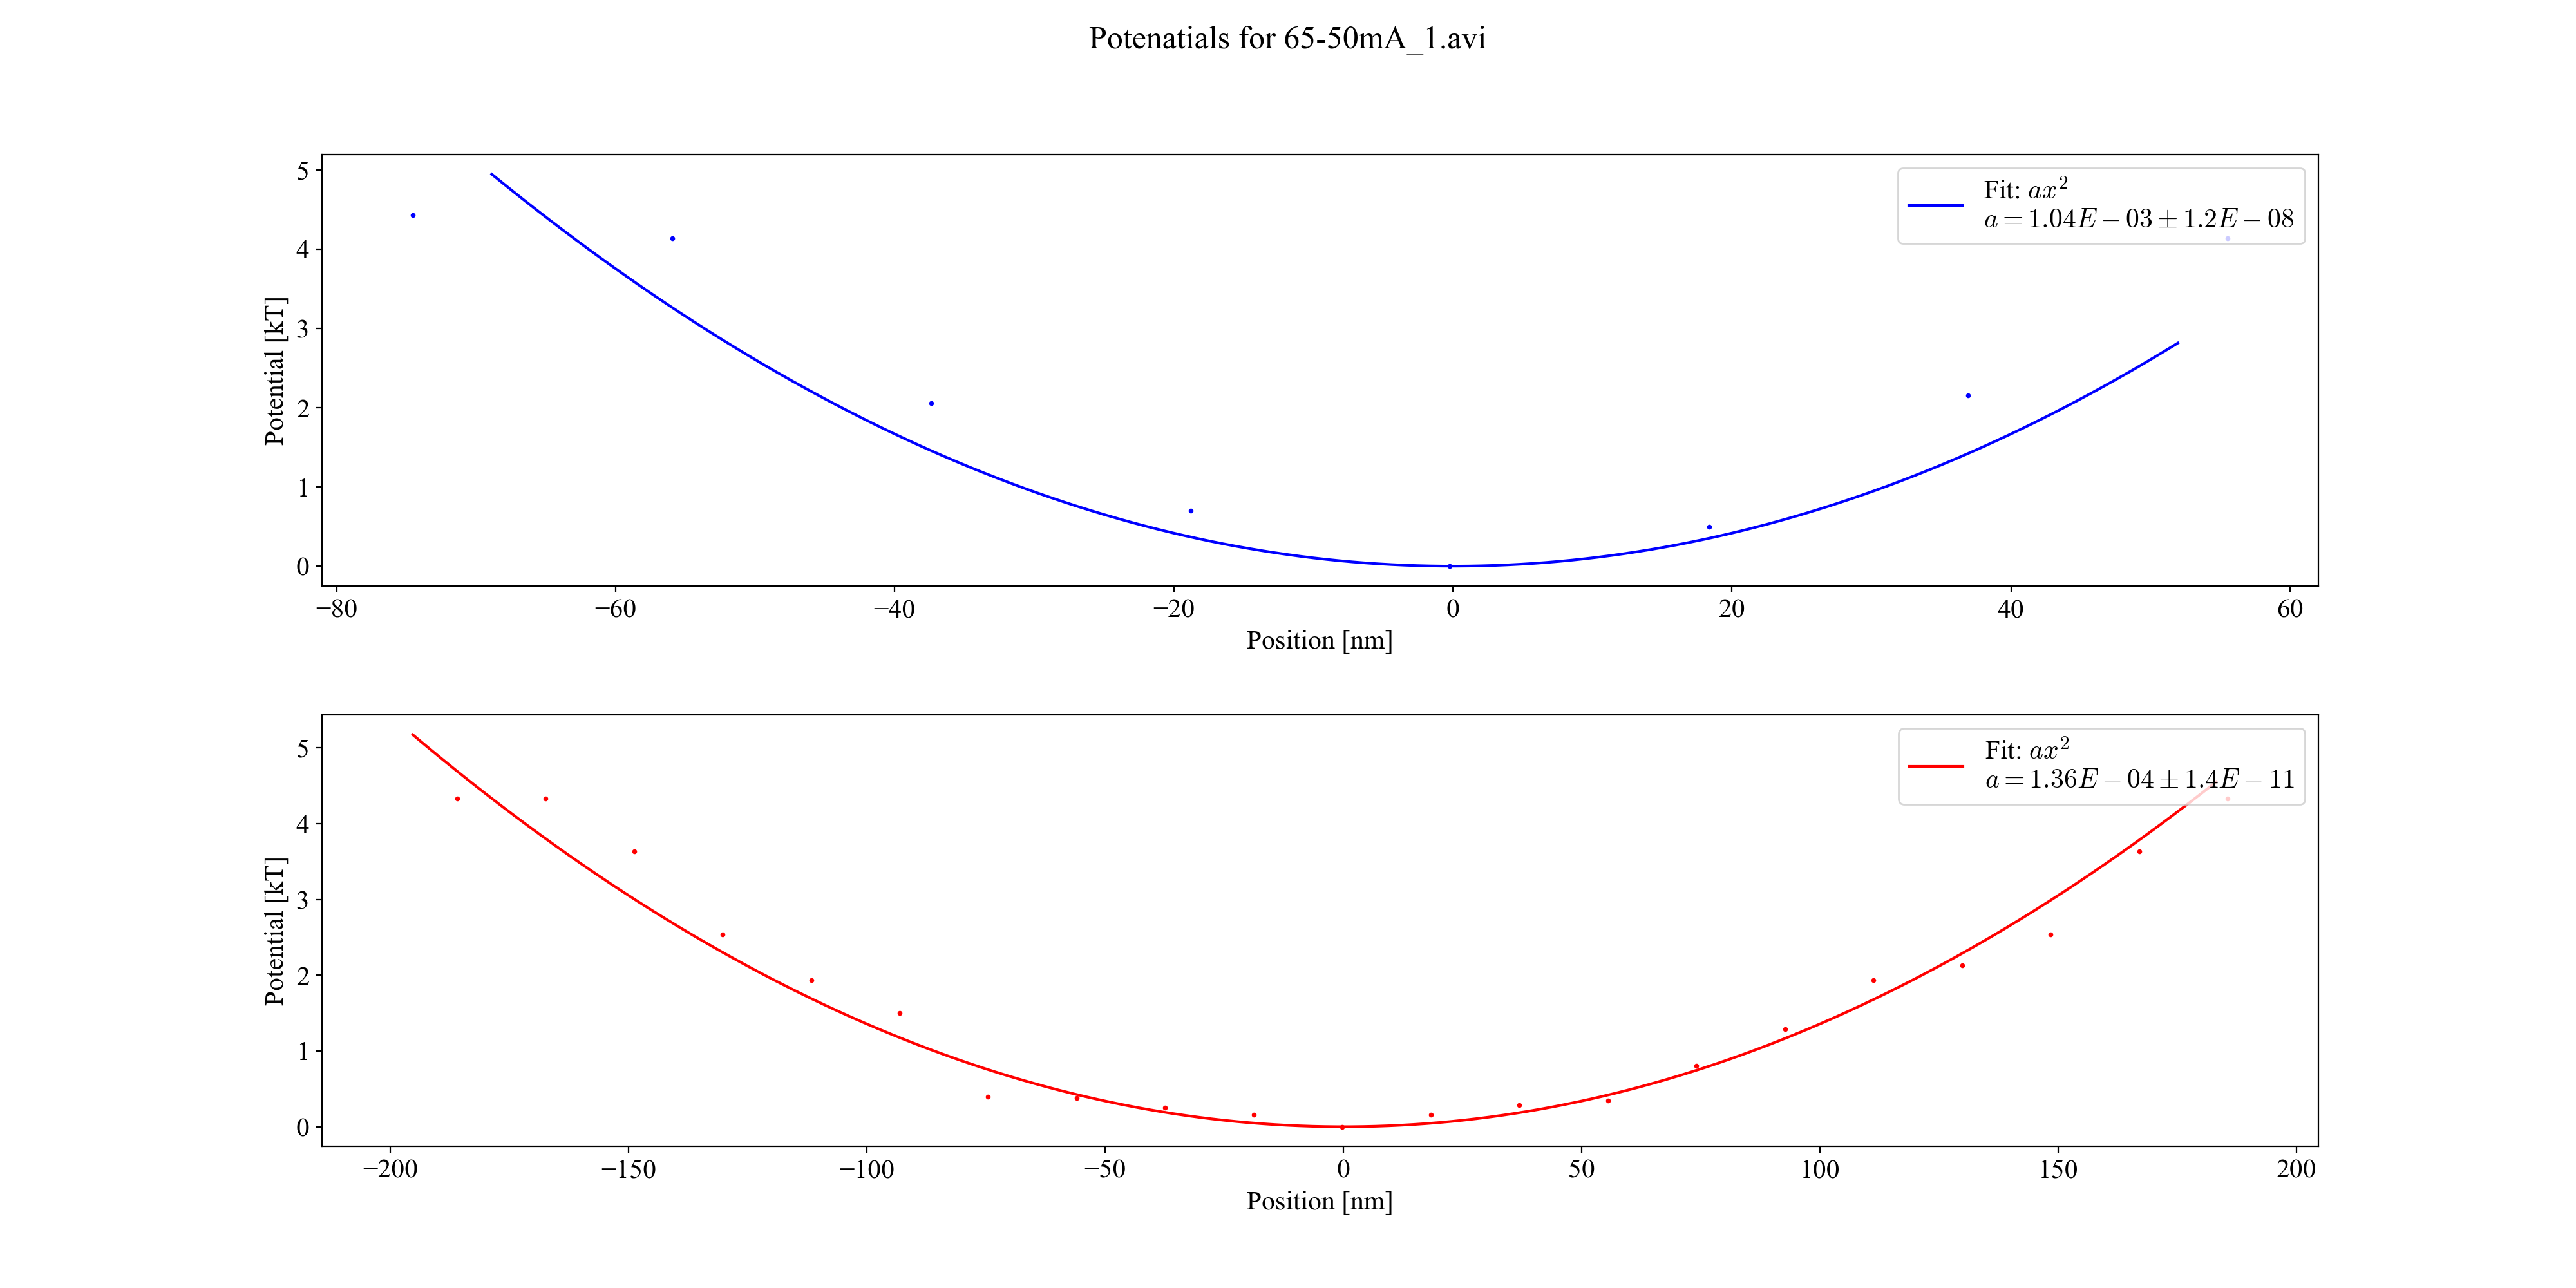 Potenatials for 65-50mA_1.avi
5
4
3
2
1
0
Potential [kT]
Fit: ax²
a = 1.04E − 03 ± 1.2E − 08
−80 −60 −40 −20 0 20 40 60
Position [nm]
5
4
3
2
1
0
Potential [kT]
Fit: ax²
a = 1.36E − 04 ± 1.4E − 11
−200 −150 −100 −50 0 50 100 150 200
Position [nm]